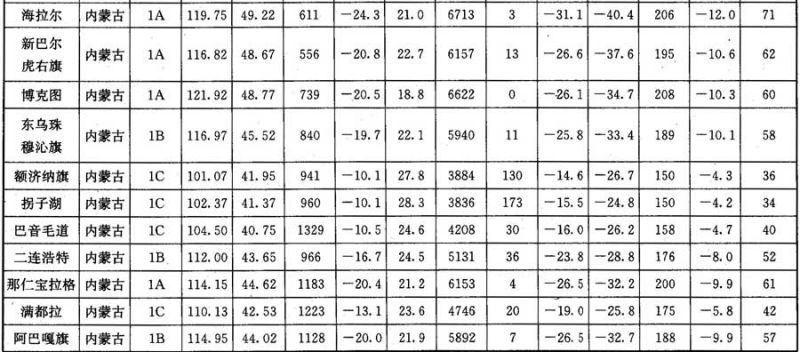 海拉尔 内蒙古 1A 119.75 49.22 611 −24.3 21.0 6713 3 −31.1 −40.4 206 −12.0 71
新巴尔
虎右旗 内蒙古 1A 116.82 48.67 556 −20.8 22.7 6157 13 −26.6 −37.6 195 −10.6 62
博克图 内蒙古 1A 121.92 48.77 739 −20.5 18.8 6622 0 −26.1 −34.7 208 −10.3 60
东乌珠
穆沁旗 内蒙古 1B 116.97 45.52 840 −19.7 22.1 5940 11 −25.8 −33.4 189 −10.1 58
额济纳旗 内蒙古 1C 101.07 41.95 941 −10.1 27.8 3884 130 −14.6 −26.7 150 −4.3 36
拐子湖 内蒙古 1C 102.37 41.37 960 −10.1 28.3 3836 173 −15.5 −24.8 150 −4.2 34
巴音毛道 内蒙古 1C 104.50 40.75 1329 −10.5 24.6 4208 30 −16.0 −26.2 158 −4.7 40
二连浩特 内蒙古 1B 112.00 43.65 966 −16.7 24.5 5131 36 −23.8 −28.8 176 −8.0 52
那仁宝拉格 内蒙古 1A 114.15 44.62 1183 −20.4 21.2 6153 4 −26.5 −32.2 200 −9.9 61
满都拉 内蒙古 1C 110.13 42.53 1223 −13.1 23.6 4746 20 −19.0 −25.8 175 −5.8 42
阿巴嘎旗 内蒙古 1B 114.95 44.02 1128 −20.0 21.9 5892 7 −26.5 −32.7 188 −9.9 57